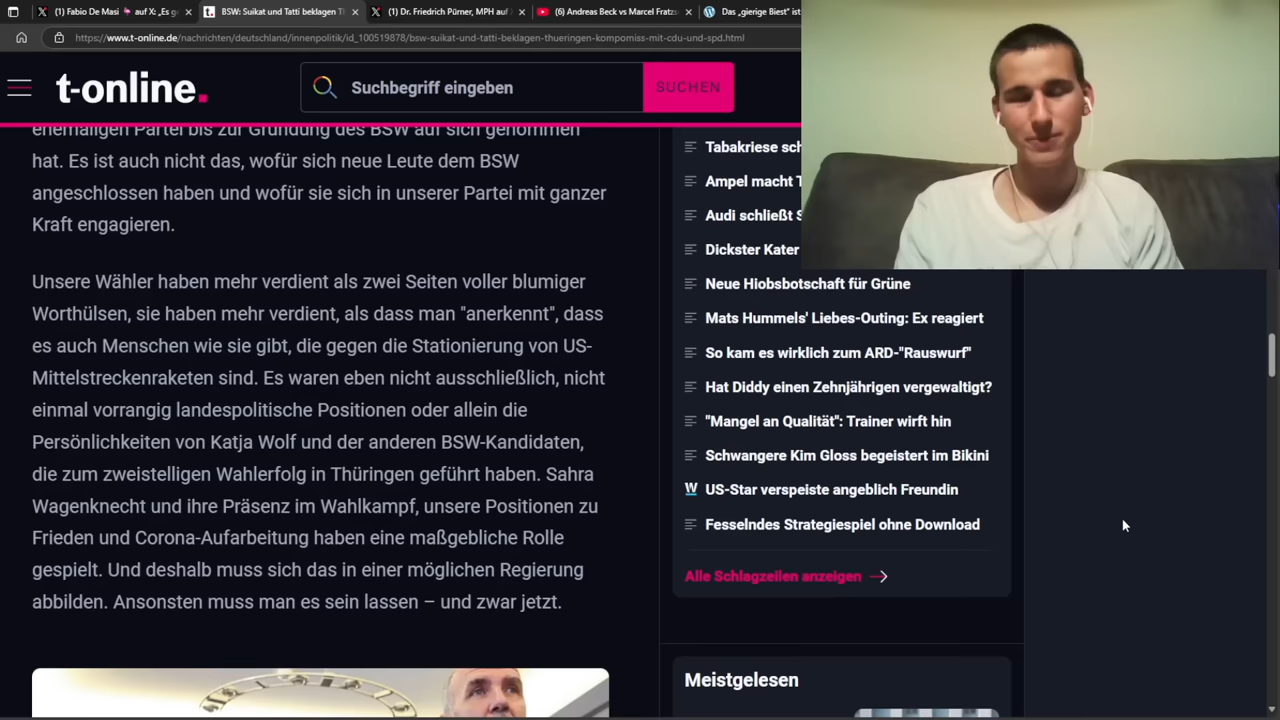 (1) Fabio De Masi 🦩 auf X: „Es g
BSW: Suikat und Tatti beklagen Th
(1) Dr. Friedrich Pürner, MPH auf X
(6) Andreas Beck vs Marcel Fratzs
Das „gierige Biest" ist
https://www.t-online.de/nachrichten/deutschland/innenpolitik/id_100519878/bsw-suikat-und-tatti-beklagen-thueringen-kompomiss-mit-cdu-und-spd.html
t-online.
Suchbegriff eingeben
SUCHEN
ehemaligen Partei bis zur Gründung des BSW auf sich genommen
hat. Es ist auch nicht das, wofür sich neue Leute dem BSW
angeschlossen haben und wofür sie sich in unserer Partei mit ganzer
Kraft engagieren.
Unsere Wähler haben mehr verdient als zwei Seiten voller blumiger
Worthülsen, sie haben mehr verdient, als dass man "anerkennt", dass
es auch Menschen wie sie gibt, die gegen die Stationierung von US-
Mittelstreckenraketen sind. Es waren eben nicht ausschließlich, nicht
einmal vorrangig landespolitische Positionen oder allein die
Persönlichkeiten von Katja Wolf und der anderen BSW-Kandidaten,
die zum zweistelligen Wahlerfolg in Thüringen geführt haben. Sahra
Wagenknecht und ihre Präsenz im Wahlkampf, unsere Positionen zu
Frieden und Corona-Aufarbeitung haben eine maßgebliche Rolle
gespielt. Und deshalb muss sich das in einer möglichen Regierung
abbilden. Ansonsten muss man es sein lassen – und zwar jetzt.
Tabakriese sch
Ampel macht T
Audi schließt S
Dickster Kater
Neue Hiobsbotschaft für Grüne
Mats Hummels' Liebes-Outing: Ex reagiert
So kam es wirklich zum ARD-"Rauswurf"
Hat Diddy einen Zehnjährigen vergewaltigt?
"Mangel an Qualität": Trainer wirft hin
Schwangere Kim Gloss begeistert im Bikini
US-Star verspeiste angeblich Freundin
Fesselndes Strategiespiel ohne Download
Alle Schlagzeilen anzeigen
Meistgelesen